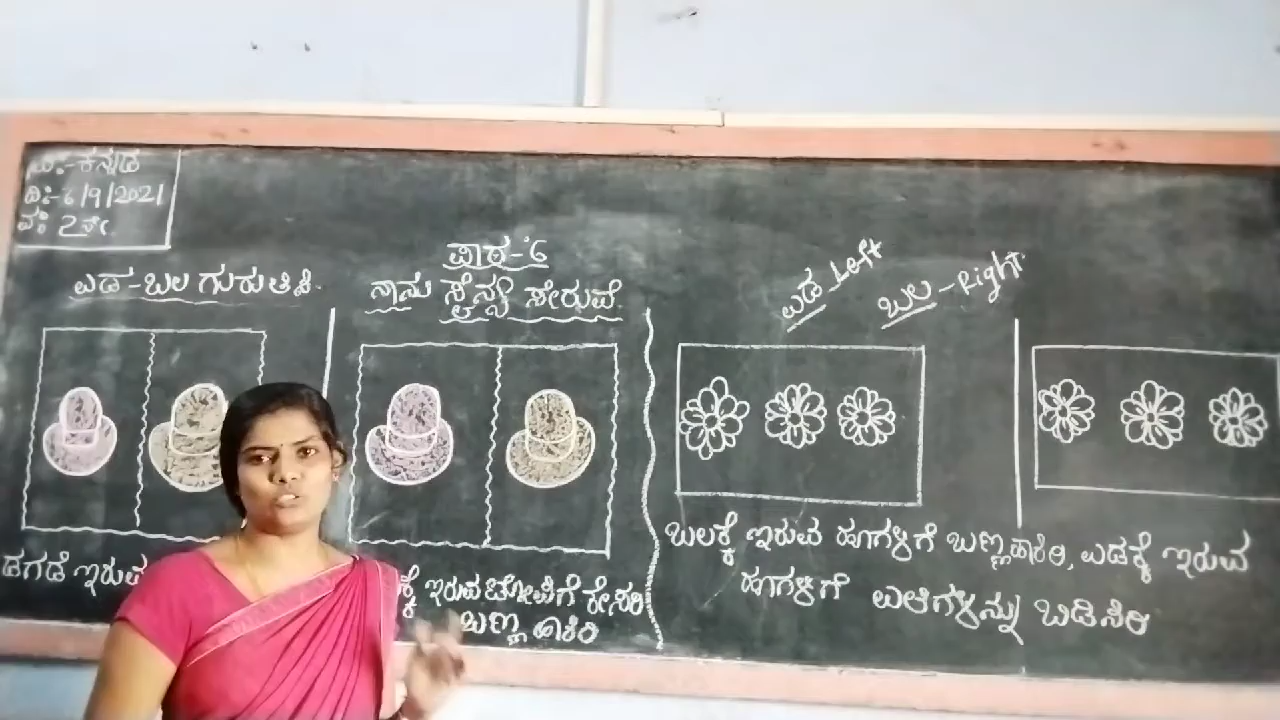 ವಿ:-ಕನ್ನಡ
ದಿ:-6/9/2021
ವ: 2ನೇ
ಪಾಠ-6
ಎಡ-ಬಲ ಗುರುತಿಸಿ.
ನಾನು ಸೈನ್ಯ ಸೇರುವೆ.
ಎಡ Left
ಬಲ-Right
ಇರುವ
ಇರುವ ಟೋಪಿಗೆ ಕೇಸರಿ
ಬಣ್ಣ ಹಾಕಿರಿ
ಬಲಕ್ಕೆ ಇರುವ ಹೂಗಳಿಗೆ ಬಣ್ಣಹಾಕಿರಿ, ಎಡಕ್ಕೆ ಇರುವ
ಹೂಗಳಿಗೆ ಎಲೆಗಳನ್ನು ಬಿಡಿಸಿರಿ